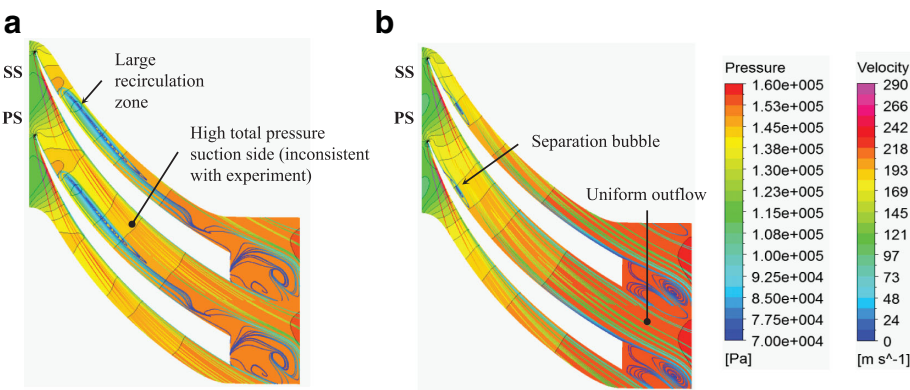 a
SS
PS
Large
recirculation
zone
High total pressure
suction side (inconsistent
with experiment)
b
SS
PS
Separation bubble
Uniform outflow
Pressure
1.60e+005
1.53e+005
1.45e+005
1.38e+005
1.30e+005
1.23e+005
1.15e+005
1.08e+005
1.00e+005
9.25e+004
8.50e+004
7.75e+004
7.00e+004
[Pa]
Velocity
290
266
242
218
193
169
145
121
97
73
48
24
0
[m s^-1]